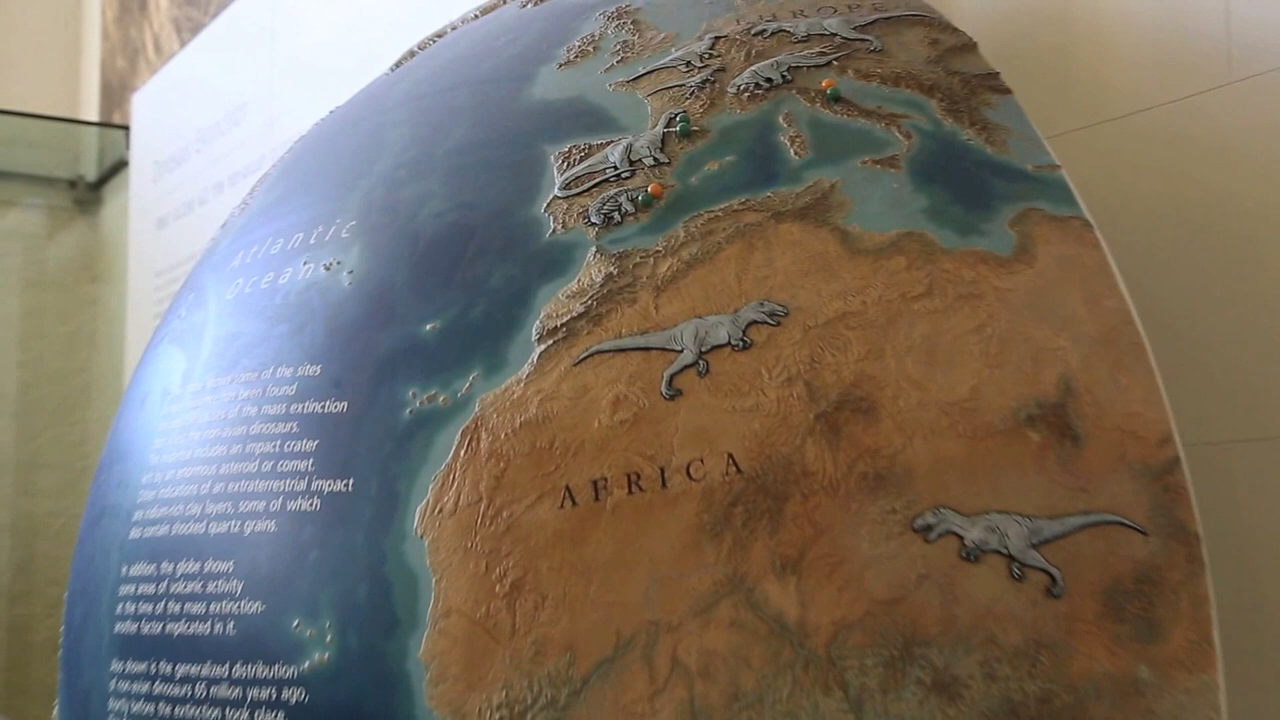 EUROPE
Atlantic
Ocean
some of the sites
been found
of the mass extinction
the non-avian dinosaurs.
includes an impact crater
by an enormous asteroid or comet.
indications of an extraterrestrial impact
clay layers, some of which
contain shocked quartz grains.
AFRICA
In addition, the globe shows
some areas of volcanic activity
at the time of the mass extinction-
another factor implicated in it.
shown is the generalized distribution
of non-avian dinosaurs 65 million years ago,
shortly before the extinction took place.